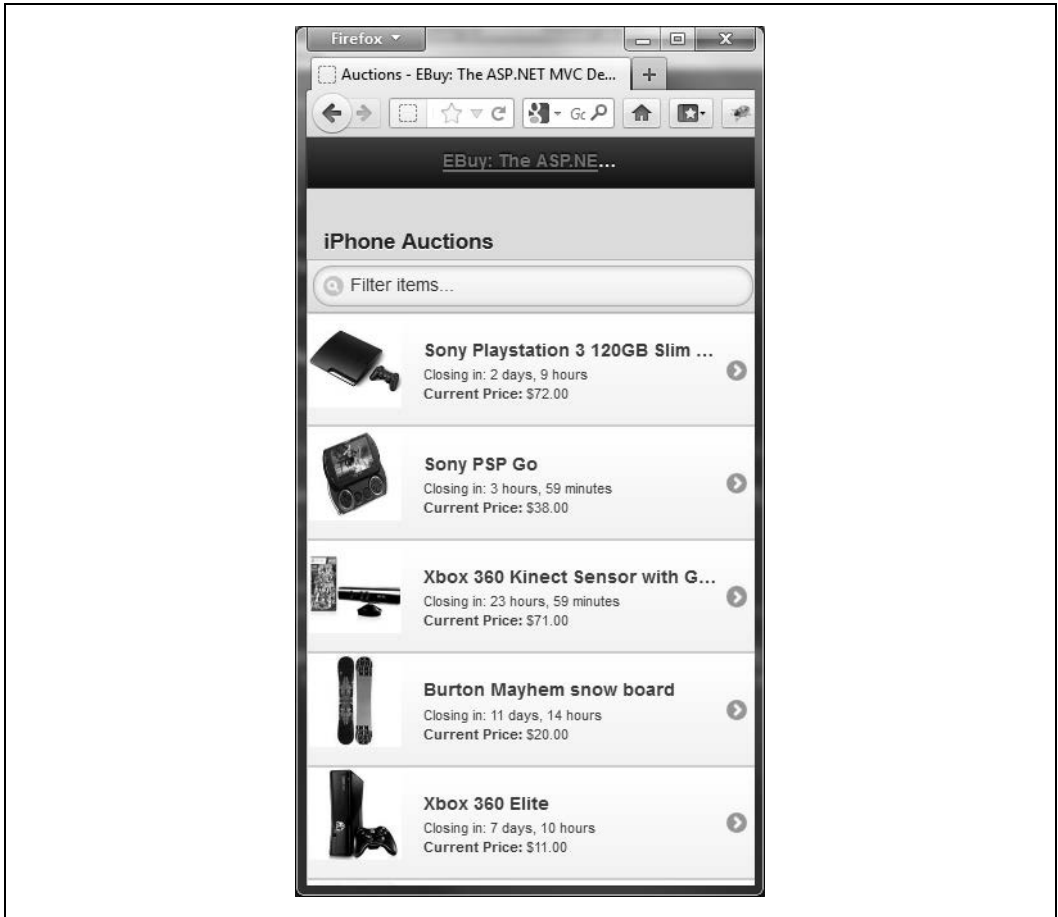 Firefox
Auctions - EBuy: The ASP.NET MVC De...
Gc
EBuy: The ASP.NE...
iPhone Auctions
Filter items...
Sony Playstation 3 120GB Slim ...
Closing in: 2 days, 9 hours
Current Price: $72.00
Sony PSP Go
Closing in: 3 hours, 59 minutes
Current Price: $38.00
Xbox 360 Kinect Sensor with G...
Closing in: 23 hours, 59 minutes
Current Price: $71.00
Burton Mayhem snow board
Closing in: 11 days, 14 hours
Current Price: $20.00
Xbox 360 Elite
Closing in: 7 days, 10 hours
Current Price: $11.00